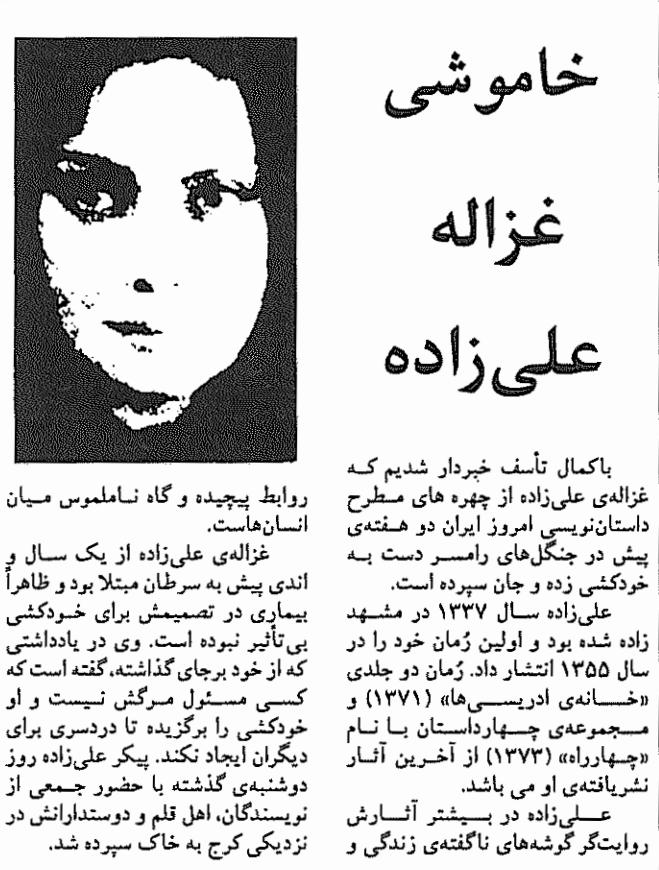 خاموشی
غزاله
علی‌زاده
باکمال تأسف خبردار شدیم که
غزاله‌ی علی‌زاده از چهره های مطرح
داستان‌نویسی امروز ایران دو هفته‌ی
پیش در جنگل‌های رامسر دست به
خودکشی زده و جان سپرده است.
علی‌زاده سال ۱۳۳۷ در مشهد
زاده شده بود و اولین رُمان خود را در
سال ۱۳۵۵ انتشار داد. رُمان دو جلدی
«خانه‌ی ادریسی‌ها» (۱۳۷۱) و
مجموعه‌ی چهارداستان با نام
«چهارراه» (۱۳۷۳) از آخرین آثار
نشریافته‌ی او می باشد.
علی‌زاده در بیشتر آثارش
روایت‌گر گوشه‌های ناگفته‌ی زندگی و
روابط پیچیده و گاه ناملموس میان
انسان‌هاست.
غزاله‌ی علی‌زاده از یک سال و
اندی پیش به سرطان مبتلا بود و ظاهراً
بیماری در تصمیمش برای خودکشی
بی‌تأثیر نبوده است. وی در یادداشتی
که از خود برجای گذاشته، گفته است که
کسی مسئول مرگش نیست و او
خودکشی را برگزیده تا دردسری برای
دیگران ایجاد نکند. پیکر علی‌زاده روز
دوشنبه‌ی گذشته با حضور جمعی از
نویسندگان، اهل قلم و دوستدارانش در
نزدیکی کرج به خاک سپرده شد.